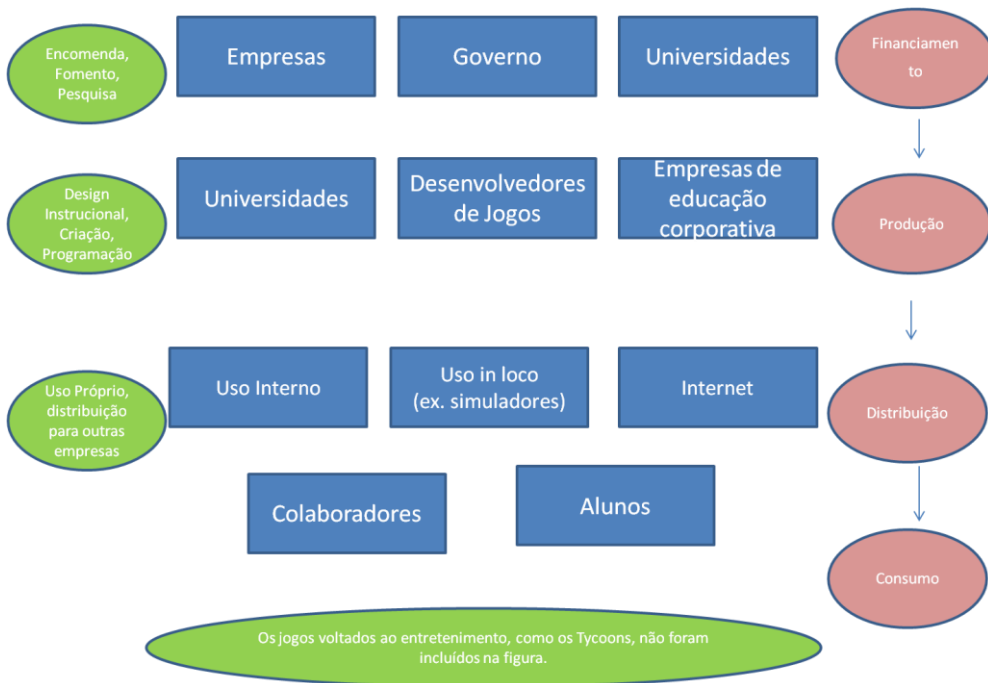 Encomenda,
Fomento,
Pesquisa
Empresas
Governo
Universidades
Financiamen
to
Design
Instrucional,
Criação,
Programação
Universidades
Desenvolvedores
de Jogos
Empresas de
educação
corporativa
Produção
Uso Próprio,
distribuição
para outras
empresas
Uso Interno
Uso in loco
(ex. simuladores)
Internet
Distribuição
Colaboradores
Alunos
Consumo
Os jogos voltados ao entretenimento, como os Tycoons, não foram
incluídos na figura.